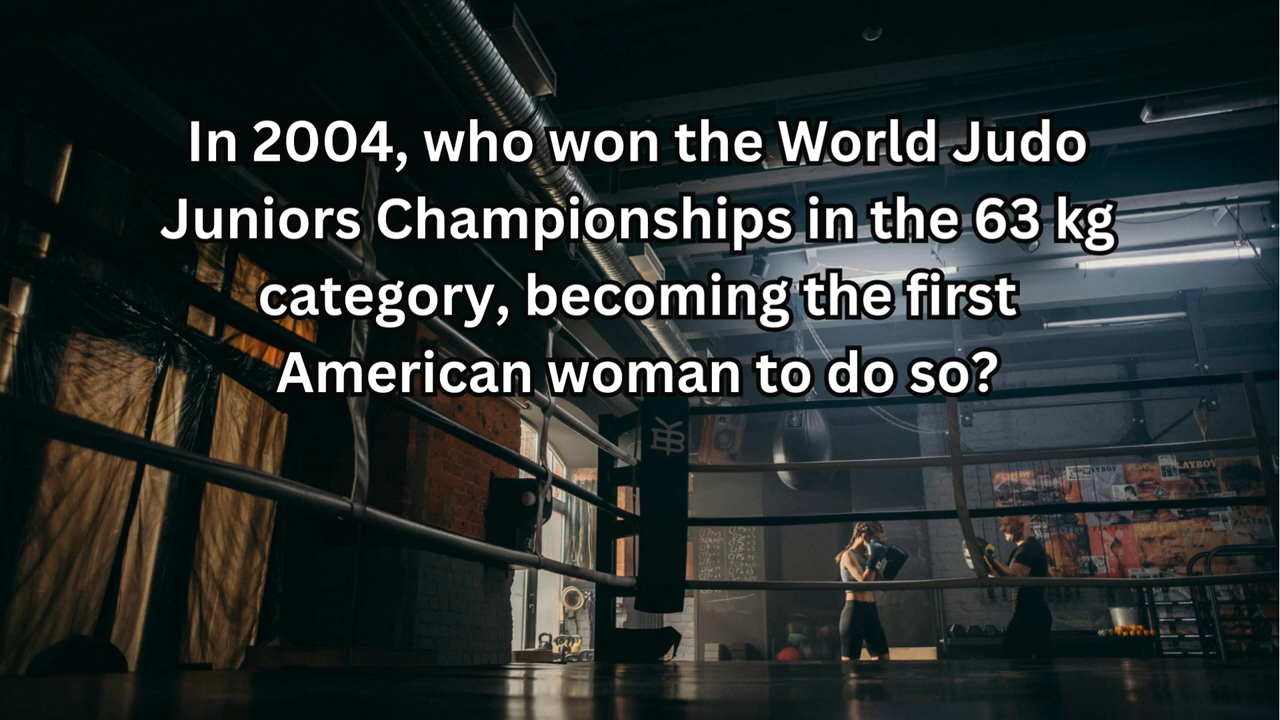 In 2004, who won the World Judo
Juniors Championships in the 63 kg
category, becoming the first
American woman to do so?
PLAYBOY